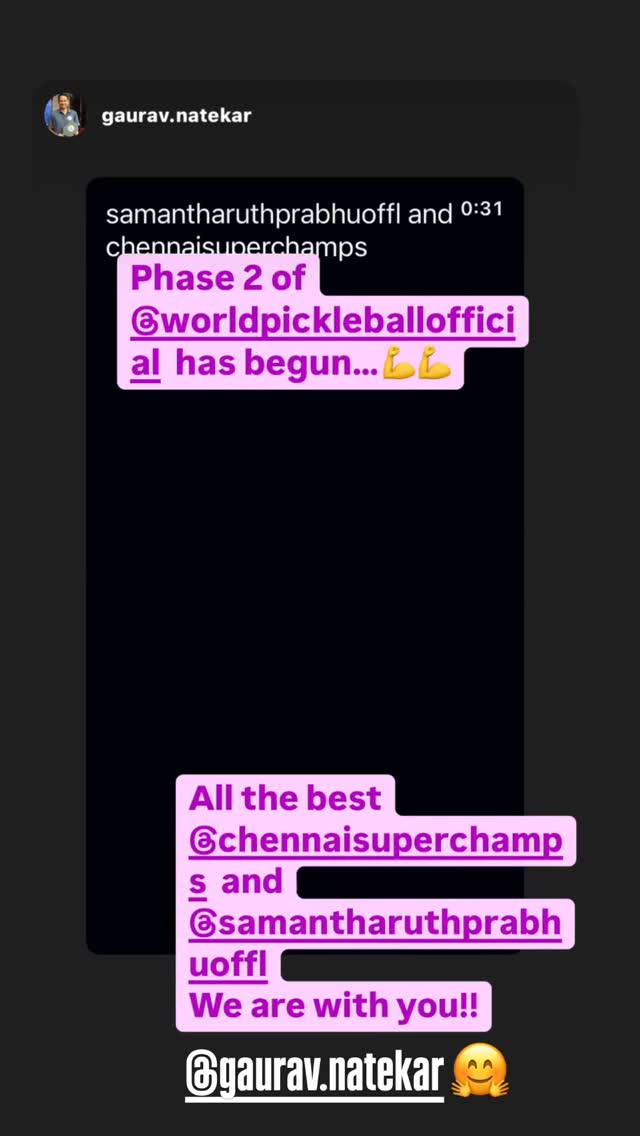 gaurav.natekar
samantharuthprabhuoffl and 0:31
chennaisuperchamps
Phase 2 of
@worldpickleballoffici
al has begun...💪💪
All the best
@chennaisuperchamp
s and
@samantharuthprabh
uoffl
We are with you!!
@gaurav.natekar 🤗